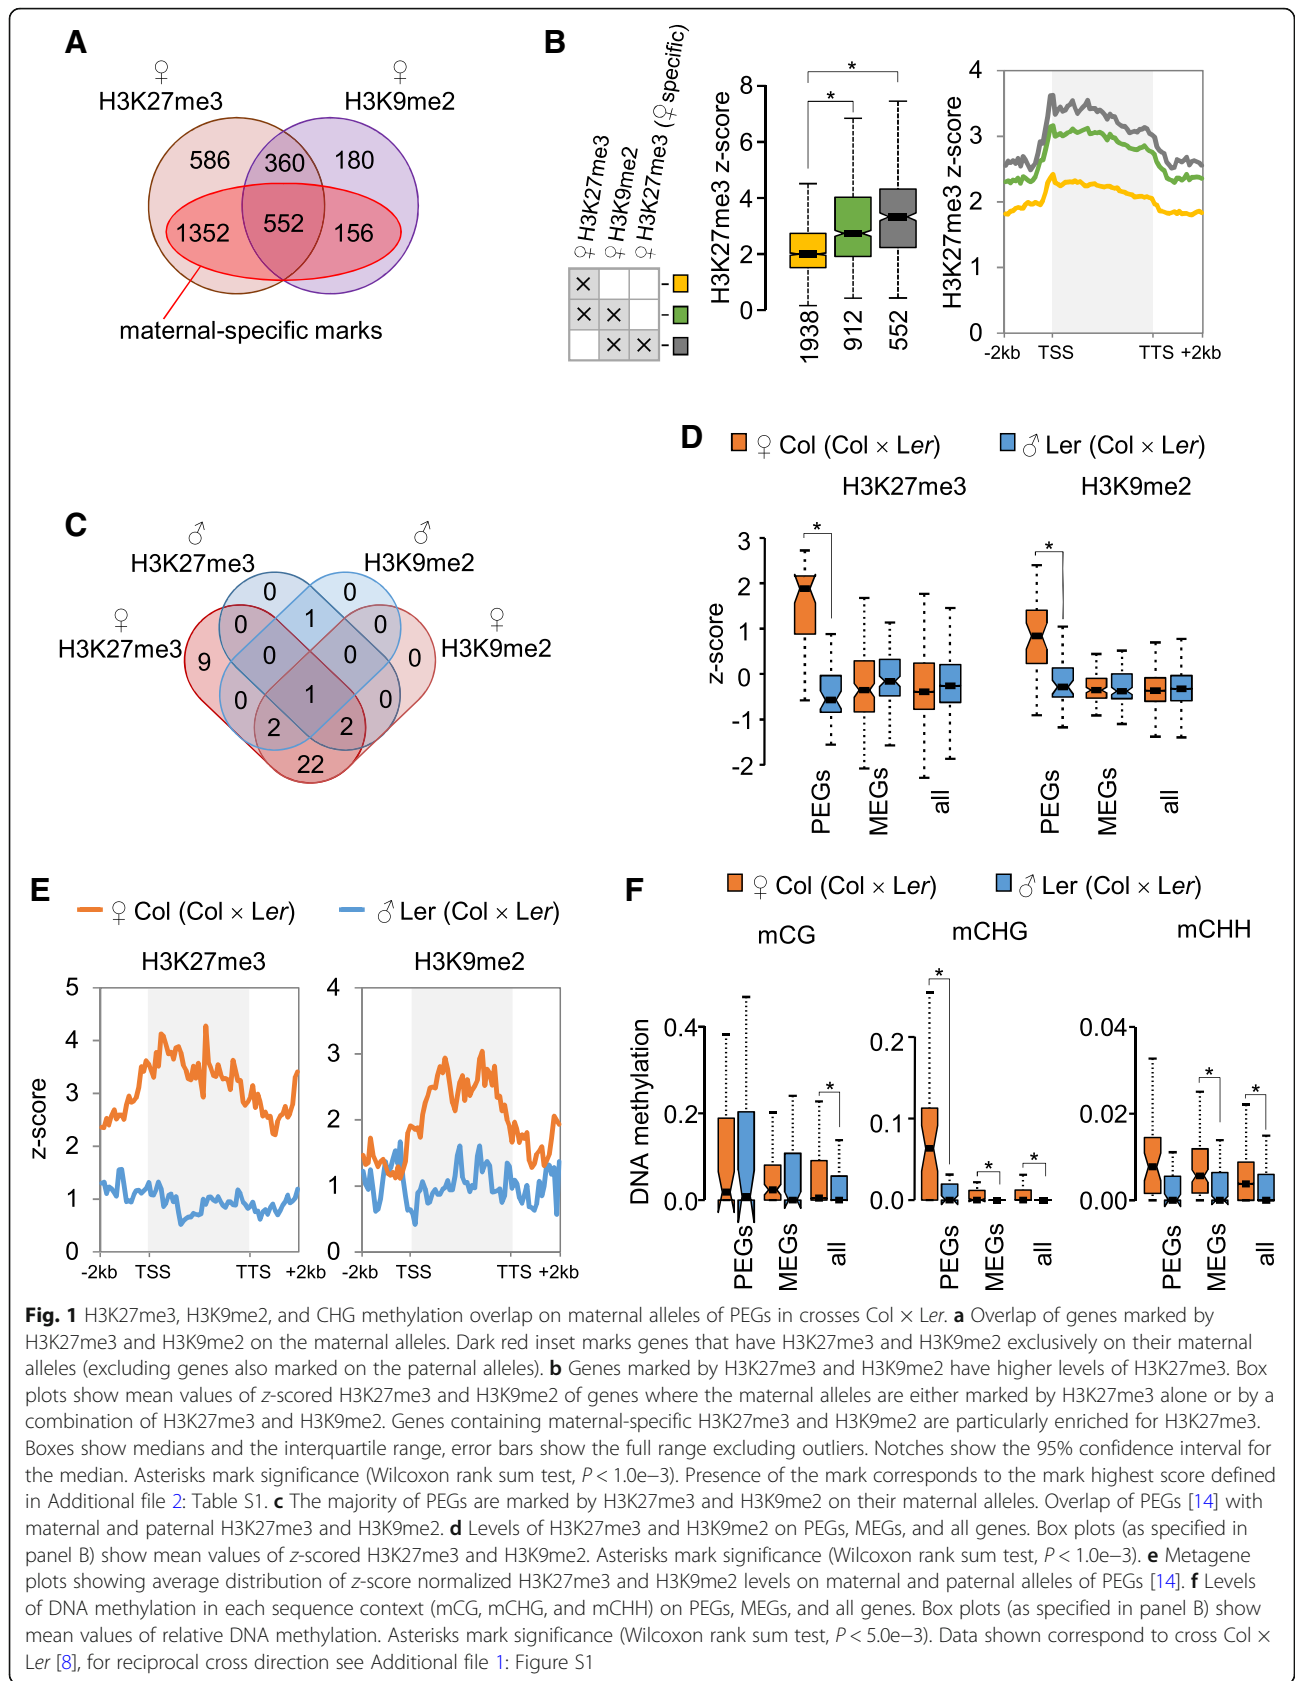 A
♀
H3K27me3
♀
H3K9me2
586
360
180
1352
552
156
maternal-specific marks
B
♀ H3K27me3
♀ H3K9me2
♀ H3K27me3 (♀ specific)
×
× ×
× ×
H3K27me3 z-score
8
6
4
2
0
1938
912
552
*
*
H3K27me3 z-score
4
3
2
1
0
-2kb TSS TTS +2kb
C
♂
H3K27me3
♂
H3K9me2
♀
H3K27me3
♀
H3K9me2
0
0
0
1
0
9
0
0
0
0
1
0
2
2
22
D
♀ Col (Col × Ler)
♂ Ler (Col × Ler)
H3K27me3
H3K9me2
z-score
3
2
1
0
-1
-2
*
*
PEGs
MEGs
all
PEGs
MEGs
all
E
♀ Col (Col × Ler)
♂ Ler (Col × Ler)
H3K27me3
H3K9me2
z-score
5
4
3
2
1
0
-2kb TSS TTS +2kb
4
3
2
1
0
-2kb TSS TTS +2kb
F
♀ Col (Col × Ler)
♂ Ler (Col × Ler)
mCG
mCHG
mCHH
DNA methylation
0.4
0.2
0.0
*
PEGs
MEGs
all
0.2
0.1
0.0
*
*
*
PEGs
MEGs
all
0.04
0.02
0.00
*
*
PEGs
MEGs
all
Fig. 1 H3K27me3, H3K9me2, and CHG methylation overlap on maternal alleles of PEGs in crosses Col × Ler. a Overlap of genes marked by
H3K27me3 and H3K9me2 on the maternal alleles. Dark red inset marks genes that have H3K27me3 and H3K9me2 exclusively on their maternal
alleles (excluding genes also marked on the paternal alleles). b Genes marked by H3K27me3 and H3K9me2 have higher levels of H3K27me3. Box
plots show mean values of z-scored H3K27me3 and H3K9me2 of genes where the maternal alleles are either marked by H3K27me3 alone or by a
combination of H3K27me3 and H3K9me2. Genes containing maternal-specific H3K27me3 and H3K9me2 are particularly enriched for H3K27me3.
Boxes show medians and the interquartile range, error bars show the full range excluding outliers. Notches show the 95% confidence interval for
the median. Asterisks mark significance (Wilcoxon rank sum test, P < 1.0e−3). Presence of the mark corresponds to the mark highest score defined
in Additional file 2: Table S1. c The majority of PEGs are marked by H3K27me3 and H3K9me2 on their maternal alleles. Overlap of PEGs [14] with
maternal and paternal H3K27me3 and H3K9me2. d Levels of H3K27me3 and H3K9me2 on PEGs, MEGs, and all genes. Box plots (as specified in
panel B) show mean values of z-scored H3K27me3 and H3K9me2. Asterisks mark significance (Wilcoxon rank sum test, P < 1.0e−3). e Metagene
plots showing average distribution of z-score normalized H3K27me3 and H3K9me2 levels on maternal and paternal alleles of PEGs [14]. f Levels
of DNA methylation in each sequence context (mCG, mCHG, and mCHH) on PEGs, MEGs, and all genes. Box plots (as specified in panel B) show
mean values of relative DNA methylation. Asterisks mark significance (Wilcoxon rank sum test, P < 5.0e−3). Data shown correspond to cross Col ×
Ler [8], for reciprocal cross direction see Additional file 1: Figure S1